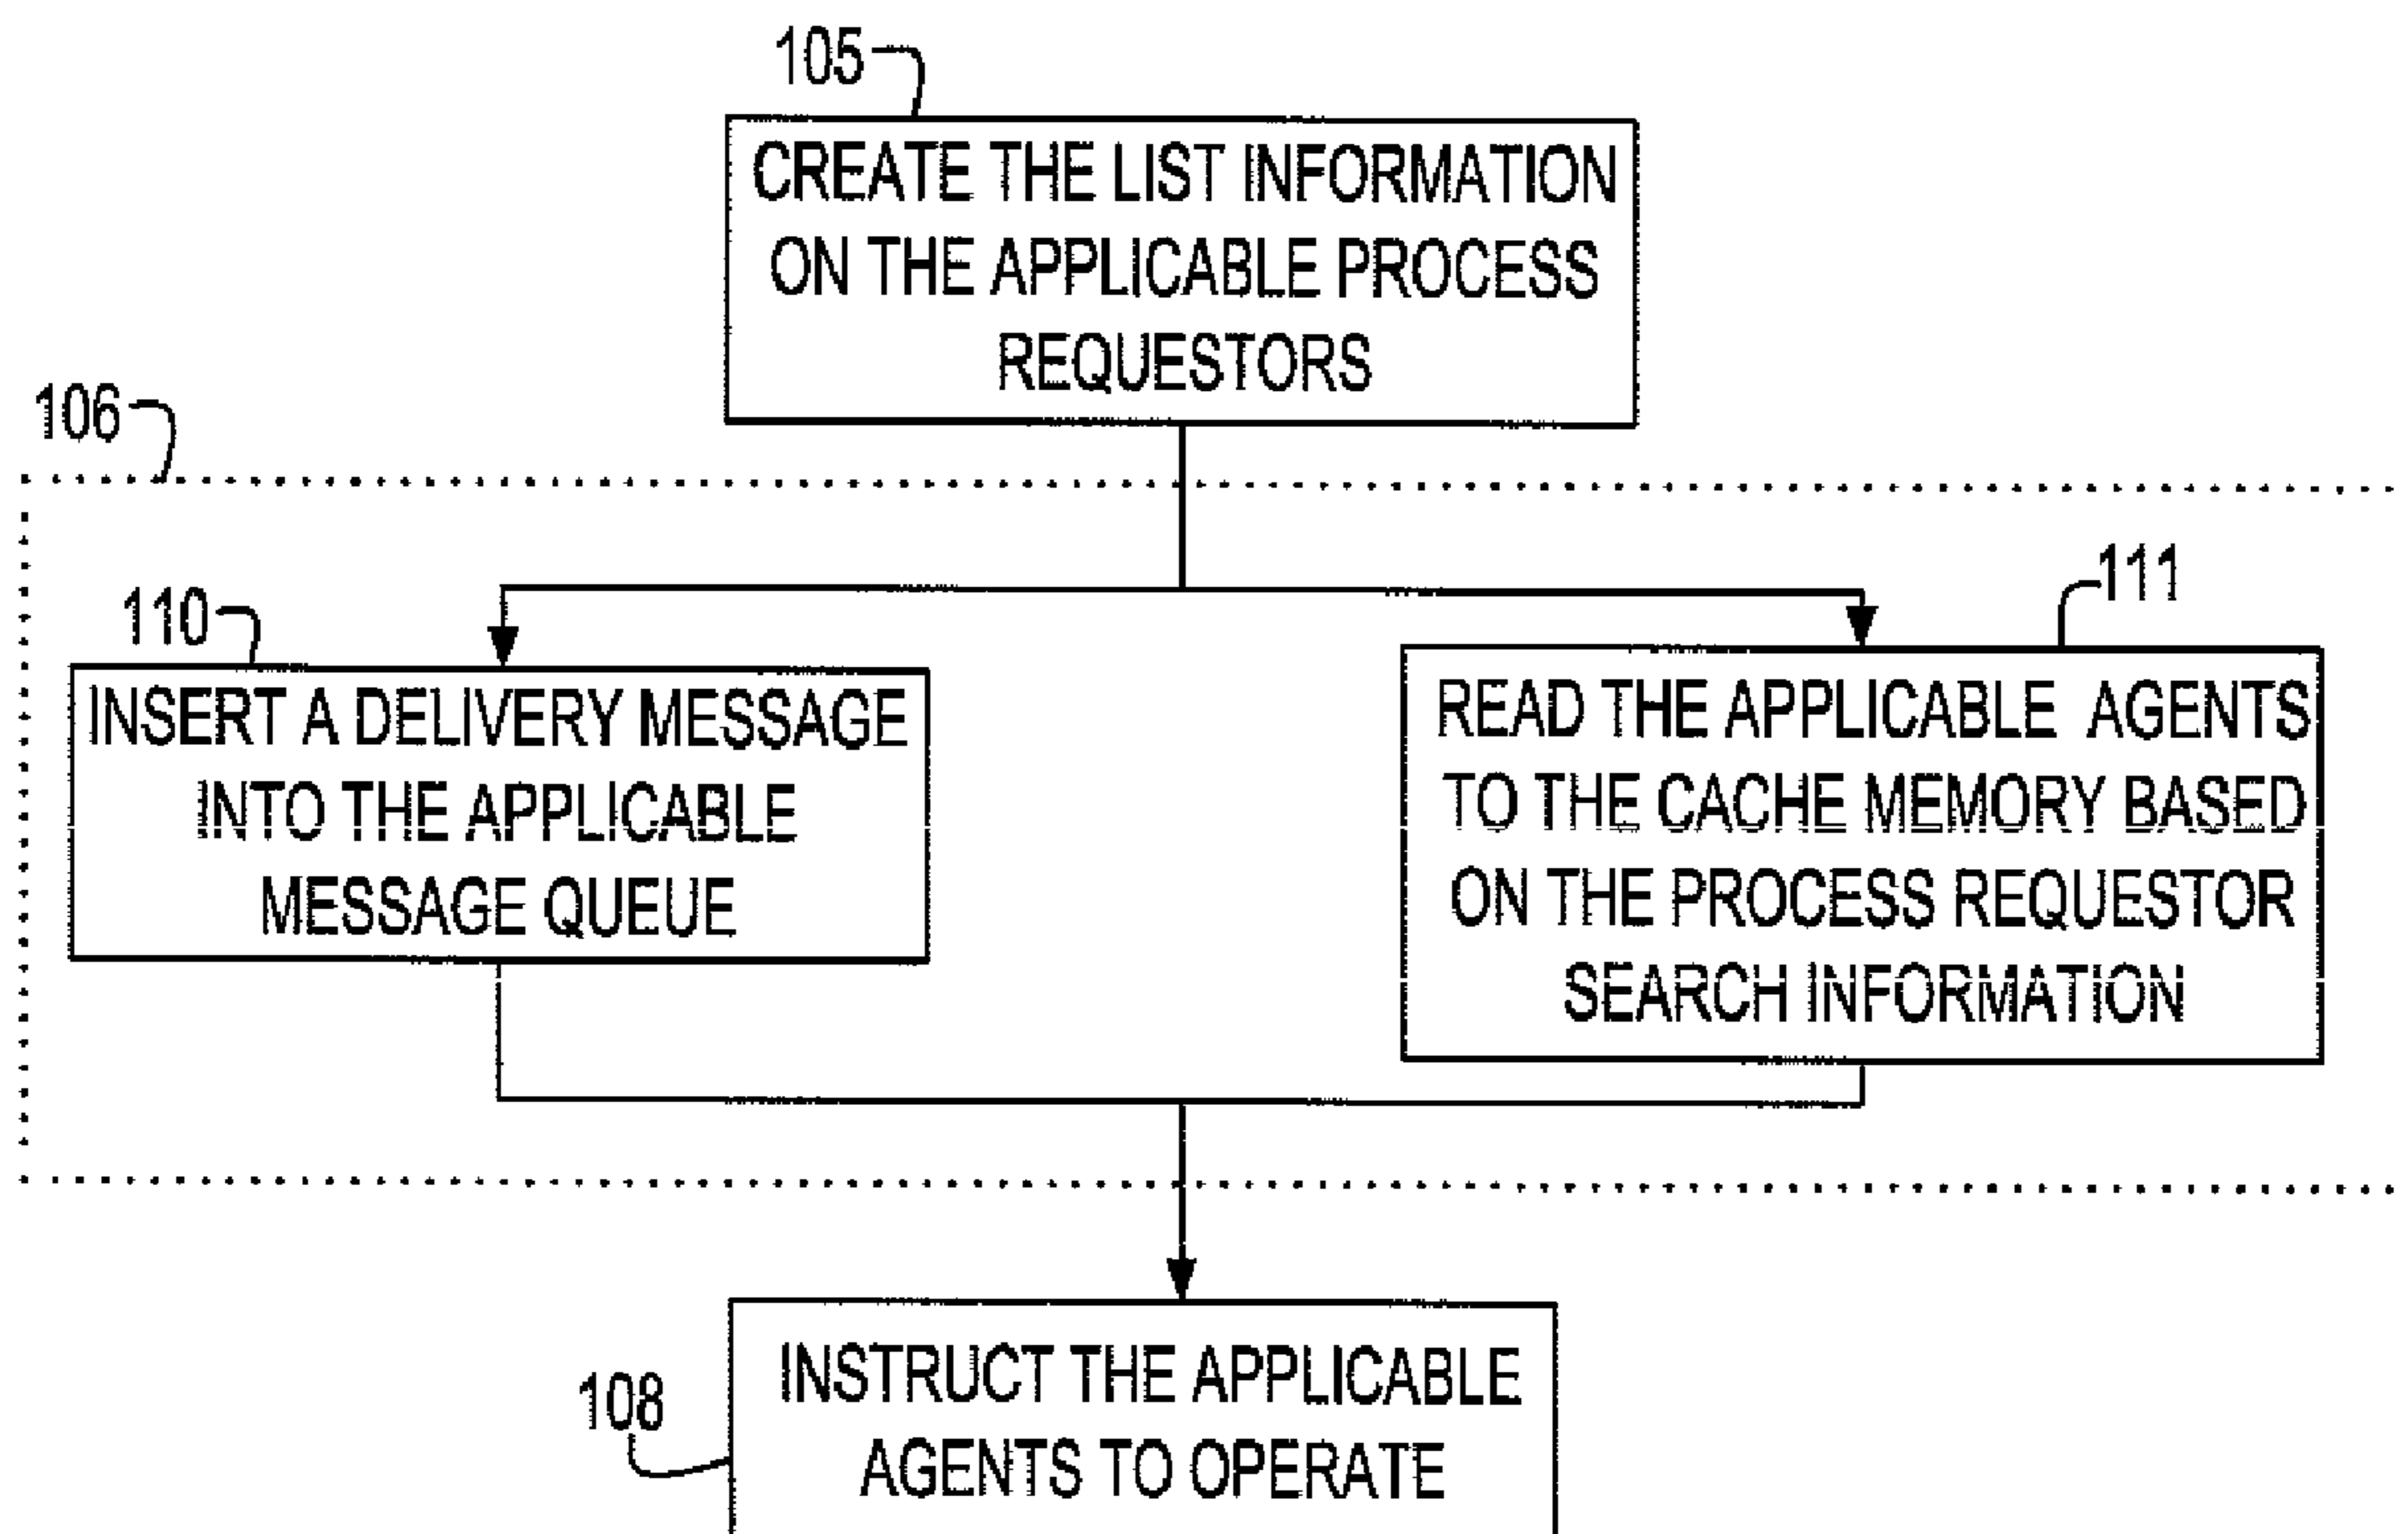 105
CREATE THE LIST INFORMATION
ON THE APPLICABLE PROCESS
REQUESTORS
106
110
INSERT A DELIVERY MESSAGE
INTO THE APPLICABLE
MESSAGE QUEUE
111
READ THE APPLICABLE AGENTS
TO THE CACHE MEMORY BASED
ON THE PROCESS REQUESTOR
SEARCH INFORMATION
108
INSTRUCT THE APPLICABLE
AGENTS TO OPERATE